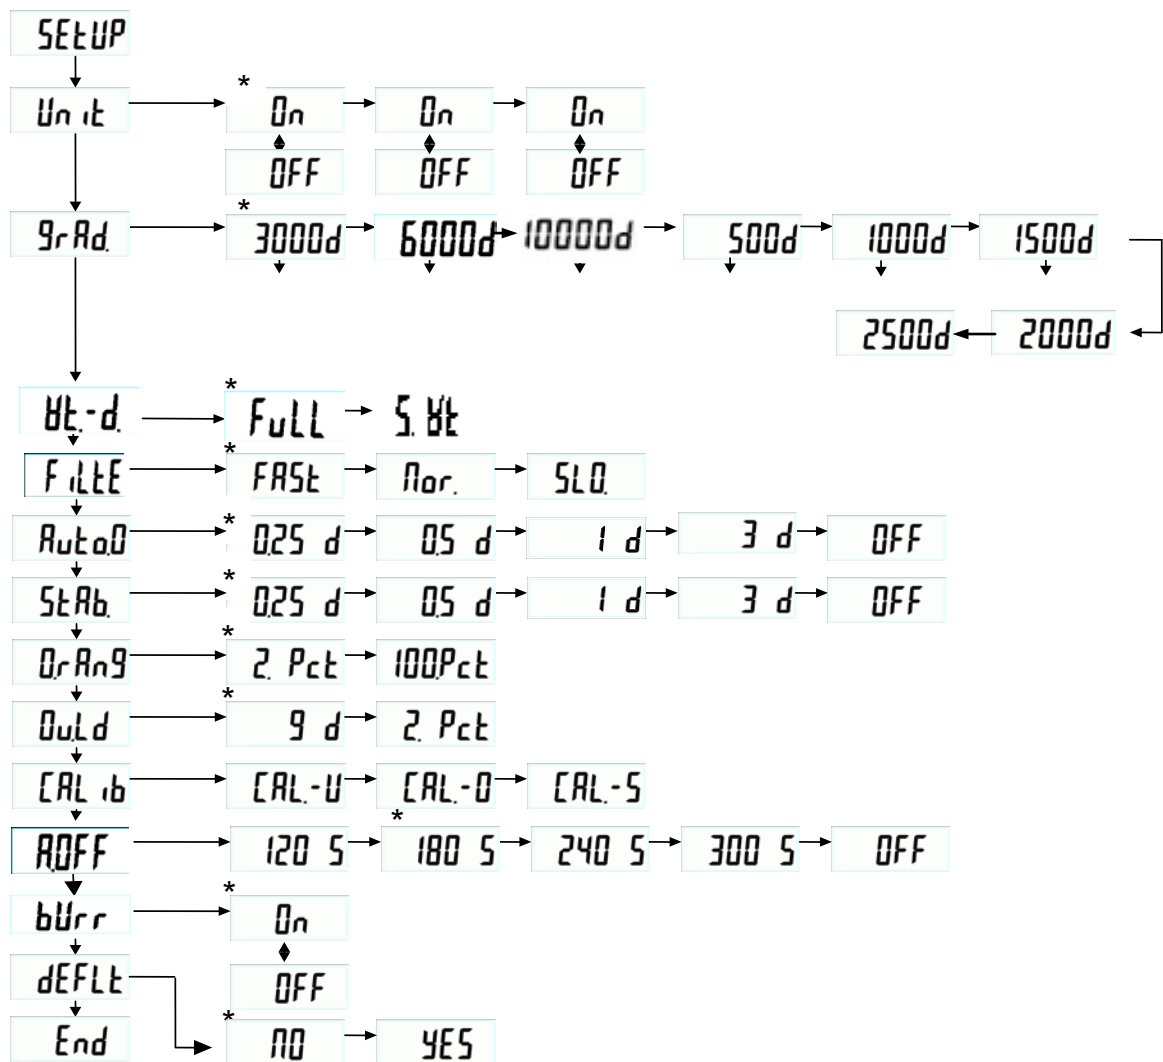 SEtUP
*
Unit On On On
OFF OFF OFF
*
grAd. 3000d 6000d 10000d 500d 1000d 1500d
2500d 2000d
*
Wt.-d. FuLL S. Wt
*
FiLtE FASt nor. SLO.
*
Auto.0 0.25 d 0.5 d 1 d 3 d OFF
*
StAb. 0.25 d 0.5 d 1 d 3 d OFF
*
0.rAng 2. Pct 100.Pct
*
Ou.Ld 9 d 2. Pct
CALib CAL.-U CAL.-0 CAL.-S
*
A.OFF 120 S 180 S 240 S 300 S OFF
*
bUrr On
dEFLt OFF
*
End nO YES